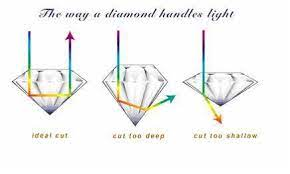 The way a diamond handles light
ideal cut
cut too deep
cut too shallow